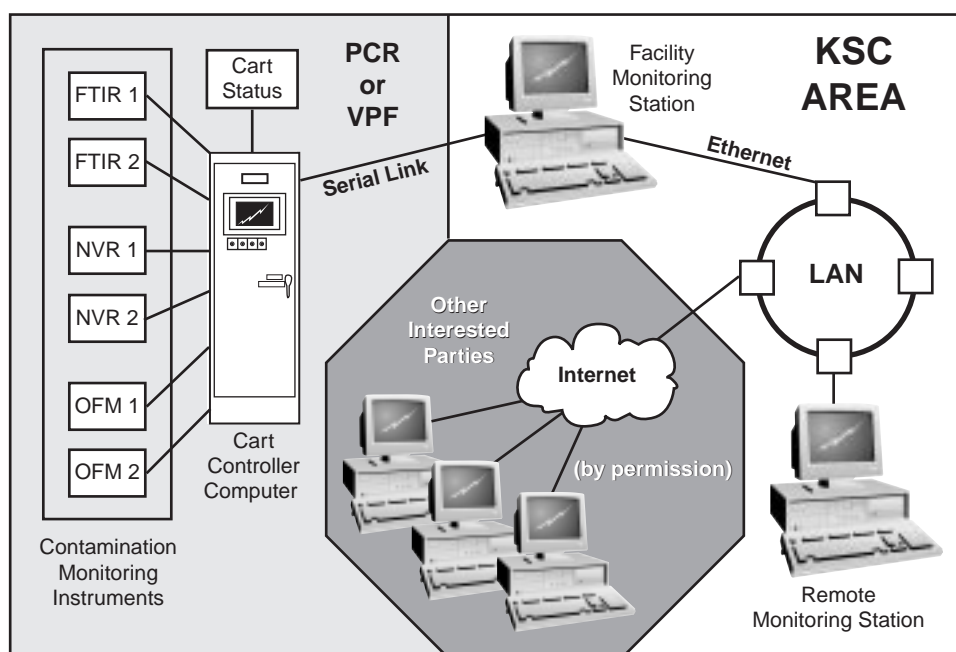 PCR
or
VPF
KSC
AREA
FTIR 1
FTIR 2
NVR 1
NVR 2
OFM 1
OFM 2
Contamination
Monitoring
Instruments
Cart
Status
Cart
Controller
Computer
Serial Link
Facility
Monitoring
Station
Ethernet
LAN
Other
Interested
Parties
Internet
(by permission)
Remote
Monitoring Station